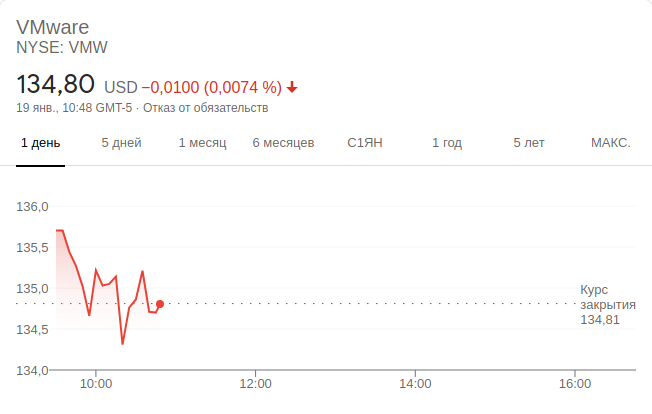 VMware
NYSE: VMW
134,80 USD −0,0100 (0,0074 %)
19 янв., 10:48 GMT-5 · Отказ от обязательств
1 день 5 дней 1 месяц 6 месяцев С1ЯН 1 год 5 лет МАКС.
136,0
135,5
135,0
134,5
134,0
Курс
закрытия
134,81
10:00 12:00 14:00 16:00